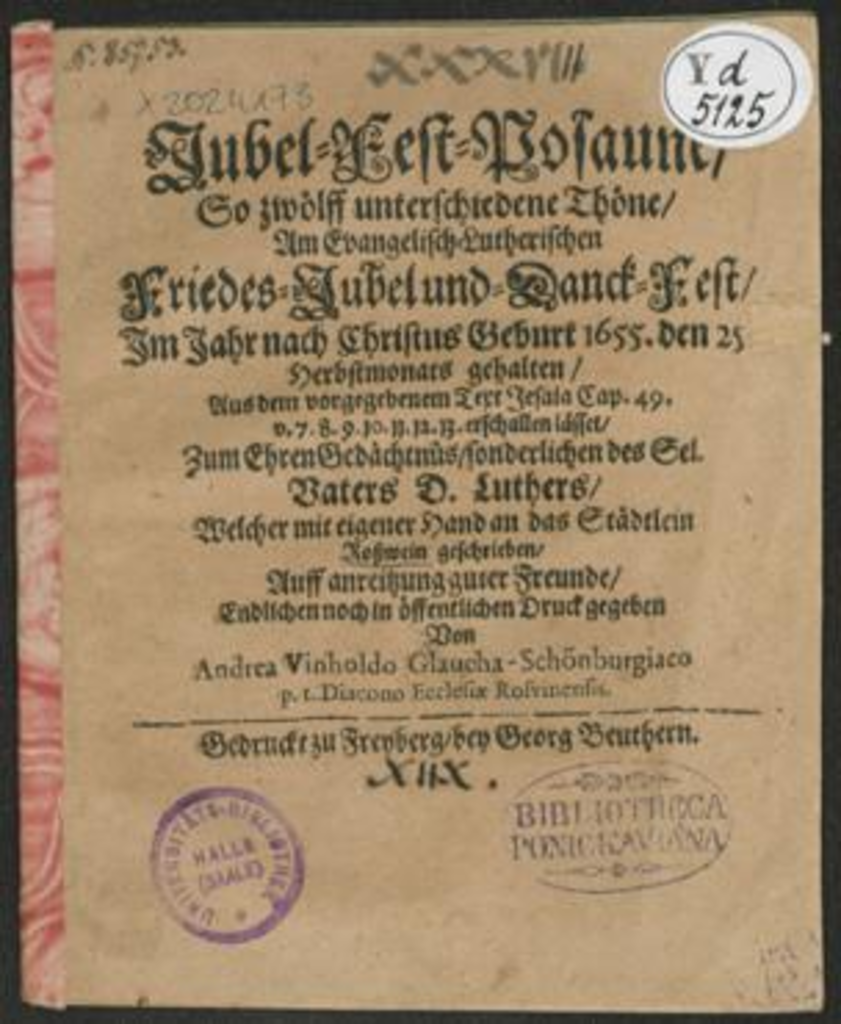 XXXVIII
Y d
5125
Jubel-Fest-Posaune/
So zwölff unterschiedene Thöne/
Am Evangelisch-Lutherischen
Friedes-Jubel und-Danck-Fest/
Im Jahr nach Christus Geburt 1655. den 25
Herbstmonats gehalten/
Aus dem vorgegebenem Text Jesaia Cap. 49.
v. 7. 8. 9. 10. 11. 12. 13. erschallen lässet/
Zum Ehren Gedächtnüs/sonderlichen des Sel.
Vaters D. Luthers/
Welcher mit eigener Hand an das Städtlein
Roßwein geschrieben/
Auff anreitzung guter Freunde/
Endlichen noch in öffentlichen Druck gegeben
Von
Andrea Vinholdo Glaucha-Schönburgiaco
p. t. Diacono Ecclesiæ Rosvinensis.
Gedruckt zu Freyberg/bey Georg Beuthern.
XIIX.
UNIVERSITÄTS-BIBLIOTHEK
HALLE
(SAALE)
BIBLIOTHECA
PONICKAVIANA